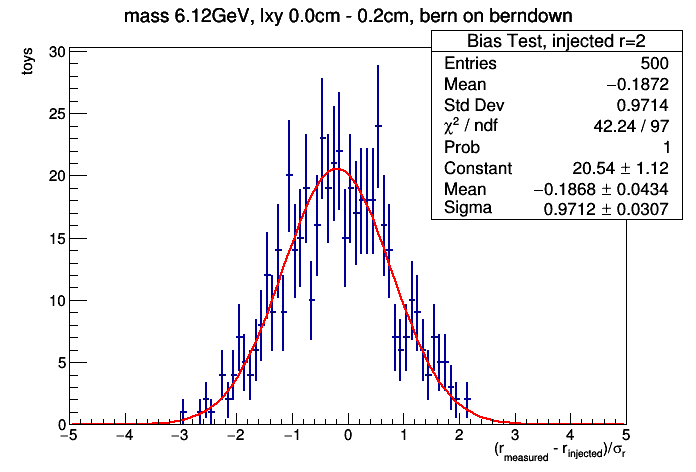 mass 6.12GeV, lxy 0.0cm - 0.2cm, bern on berndown
Bias Test, injected r=2
Entries 500
Mean −0.1872
Std Dev 0.9714
χ² / ndf 42.24 / 97
Prob 1
Constant 20.54 ± 1.12
Mean −0.1868 ± 0.0434
Sigma 0.9712 ± 0.0307
toys
30
25
20
15
10
5
0
−5 −4 −3 −2 −1 0 1 2 3 4 5
(r_measured - r_injected)/σ_r